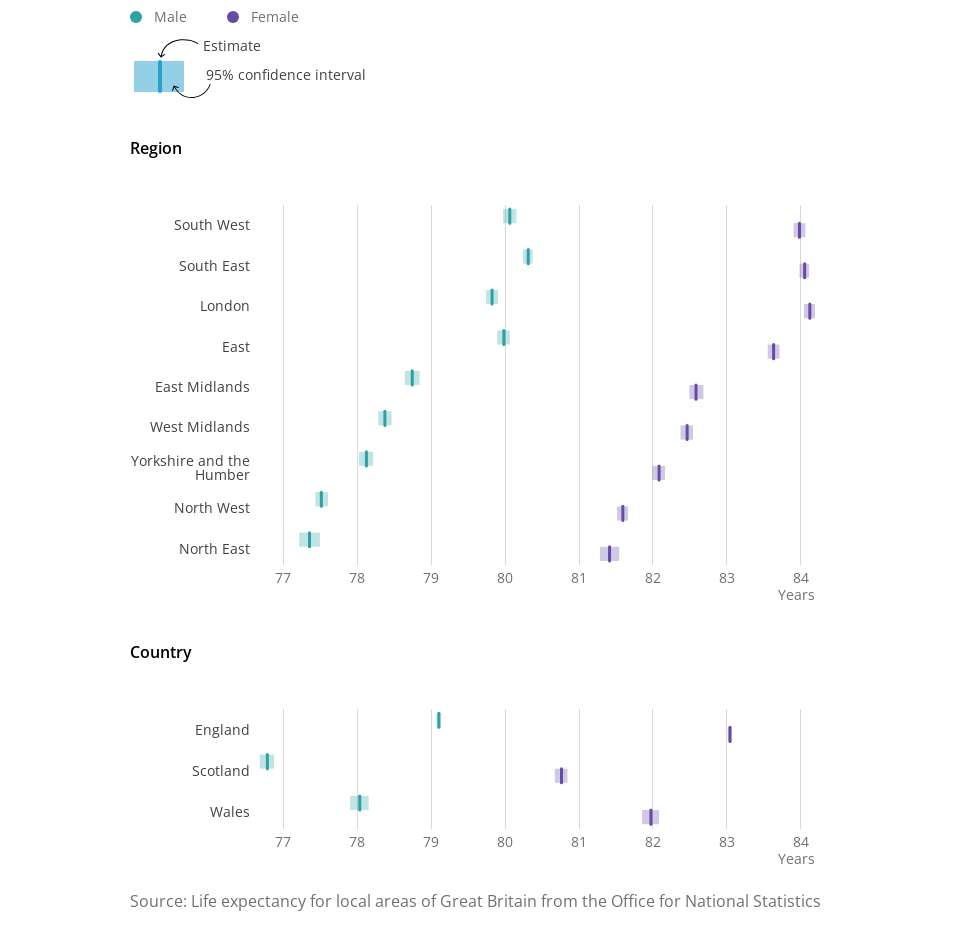 Male Female
Estimate
95% confidence interval
Region
South West
South East
London
East
East Midlands
West Midlands
Yorkshire and the
Humber
North West
North East
77 78 79 80 81 82 83 84
Years
Country
England
Scotland
Wales
77 78 79 80 81 82 83 84
Years
Source: Life expectancy for local areas of Great Britain from the Office for National Statistics